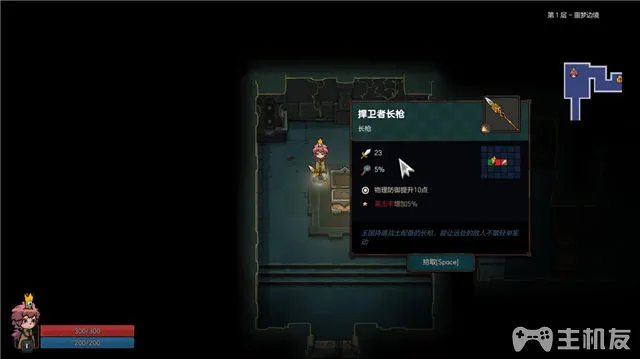 第1层-噩梦边境
捍卫者长枪
长枪
23
5%
物理防御提升10点
暴击率增加5%
王国持盾战士配备的长枪，能让远处的敌人不敢轻举妄
动
拾取[Space]
300/300
200/200
主机友